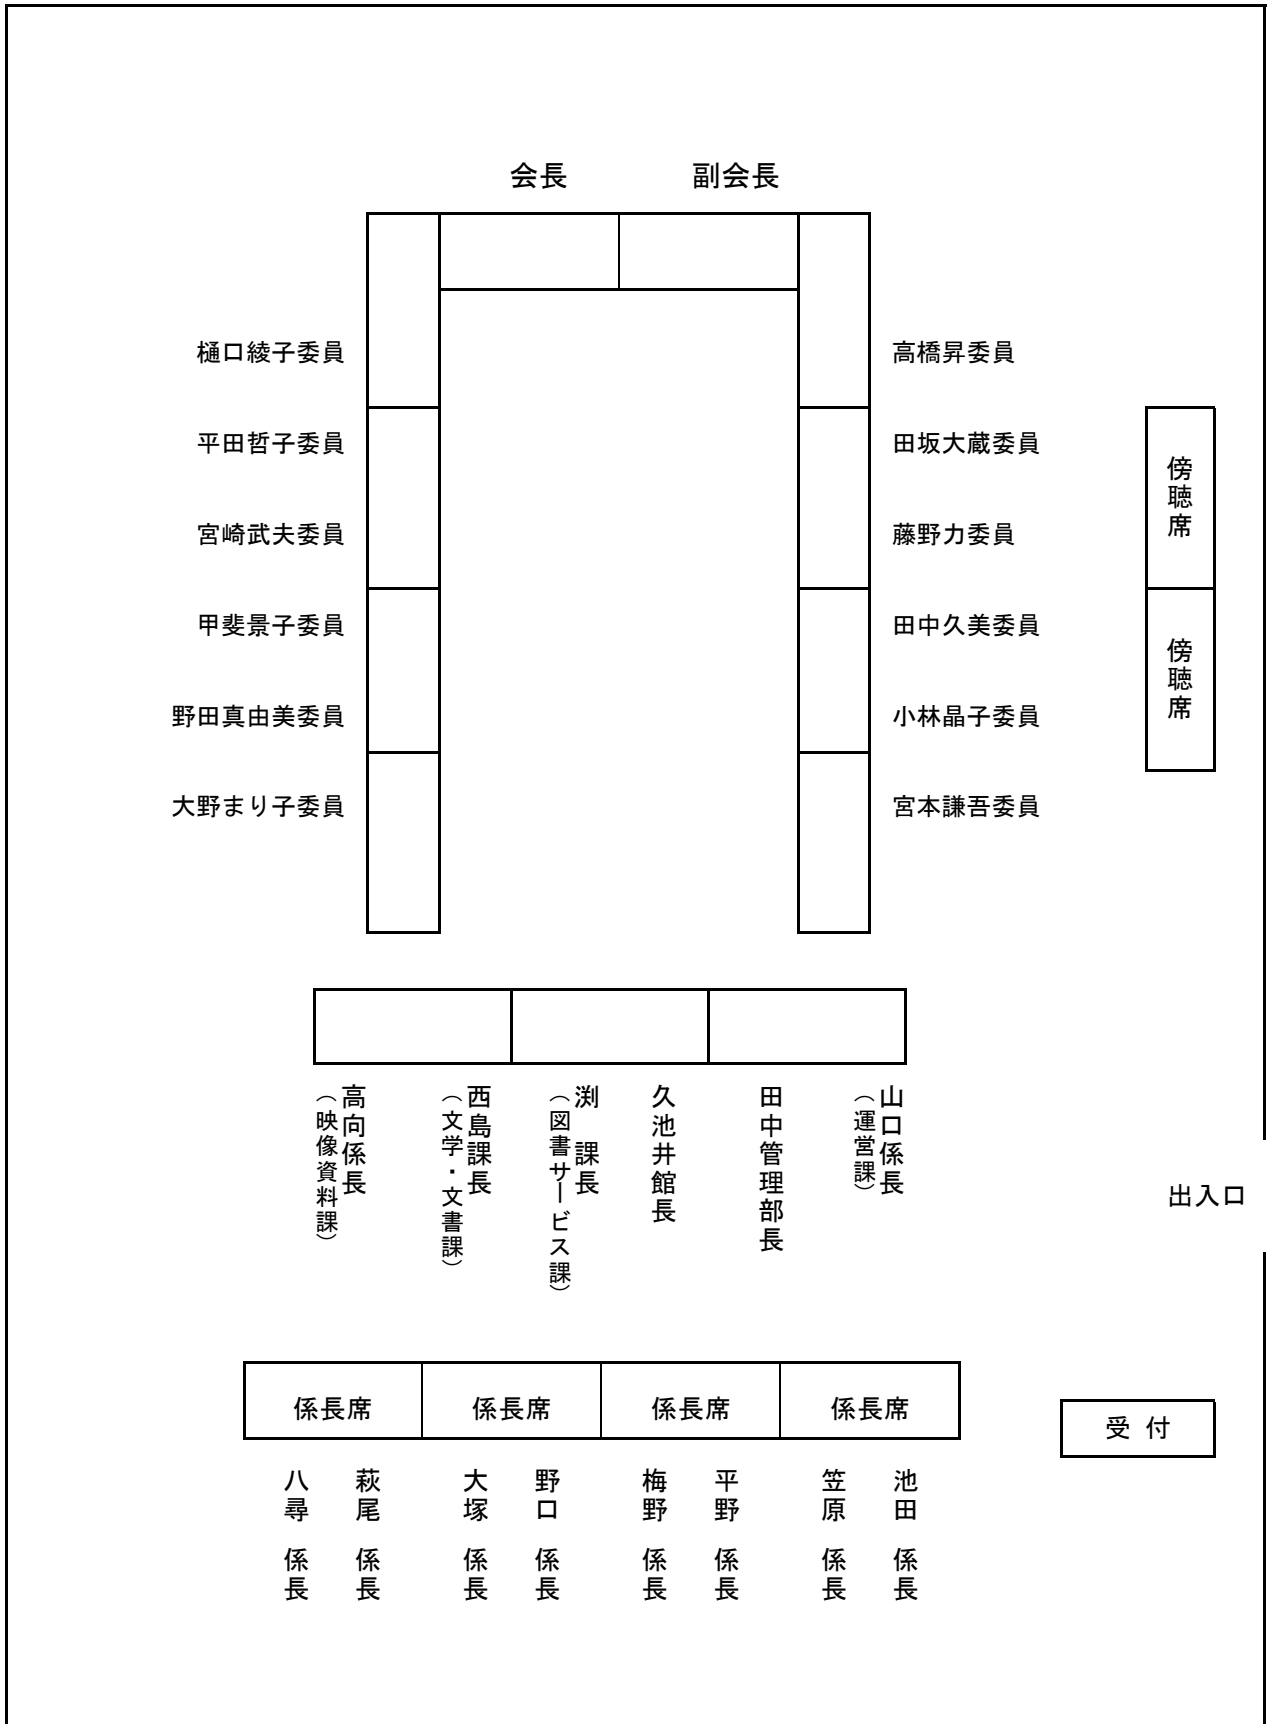 会長
副会長
樋口綾子委員
高橋昇委員
平田哲子委員
田坂大蔵委員
宮崎武夫委員
藤野力委員
甲斐景子委員
田中久美委員
野田真由美委員
小林晶子委員
大野まり子委員
宮本謙吾委員
傍聴席
傍聴席
高向係長
（映像資料課）
西島課長
（文学・文書課）
渕　課長
（図書サービス課）
久池井館長
田中管理部長
山口係長
（運営課）
出入口
係長席
係長席
係長席
係長席
受 付
八尋 係長
萩尾 係長
大塚 係長
野口 係長
梅野 係長
平野 係長
笠原 係長
池田 係長